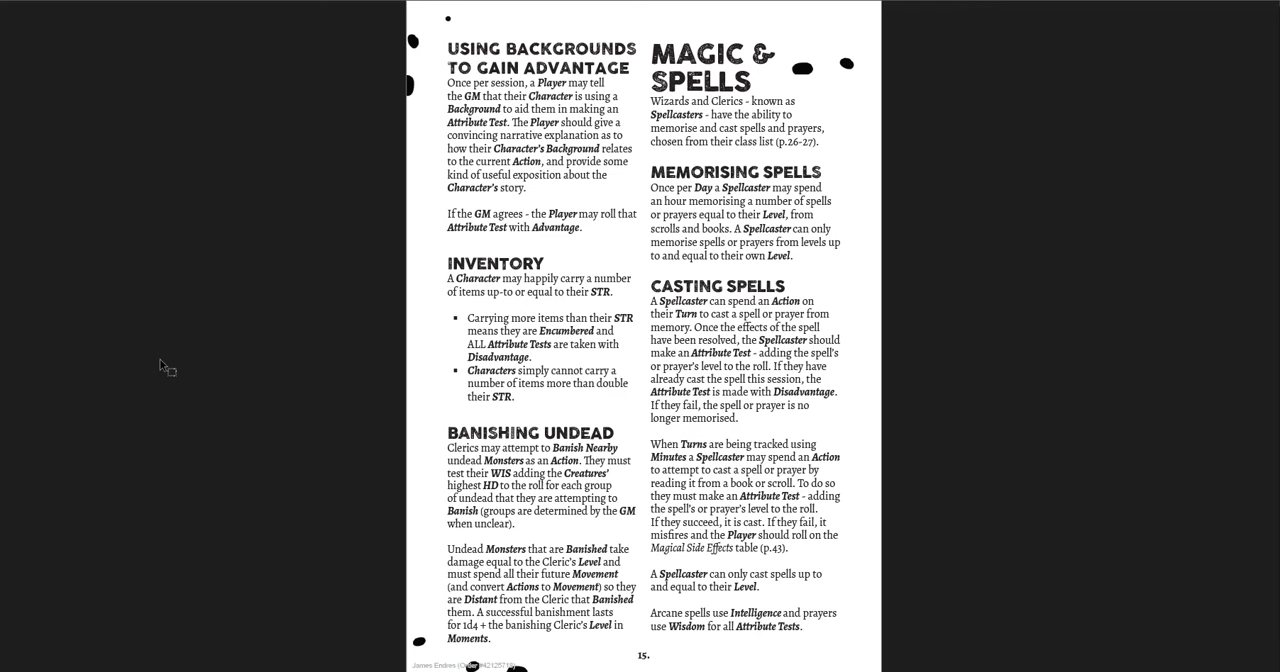 USING BACKGROUNDS
TO GAIN ADVANTAGE
Once per session, a Player may tell
the GM that their Character is using a
Background to aid them in making an
Attribute Test. The Player should give a
convincing narrative explanation as to
how their Character's Background relates
to the current Action, and provide some
kind of useful exposition about the
Character's story.
If the GM agrees - the Player may roll that
Attribute Test with Advantage.
INVENTORY
A Character may happily carry a number
of items up-to or equal to their STR.
▪ Carrying more items than their STR
means they are Encumbered and
ALL Attribute Tests are taken with
Disadvantage.
▪ Characters simply cannot carry a
number of items more than double
their STR.
BANISHING UNDEAD
Clerics may attempt to Banish Nearby
undead Monsters as an Action. They must
test their WIS adding the Creatures'
highest HD to the roll for each group
of undead that they are attempting to
Banish (groups are determined by the GM
when unclear).
Undead Monsters that are Banished take
damage equal to the Cleric's Level and
must spend all their future Movement
(and convert Actions to Movement) so they
are Distant from the Cleric that Banished
them. A successful banishment lasts
for 1d4 + the banishing Cleric's Level in
Moments.
MAGIC &
SPELLS
Wizards and Clerics - known as
Spellcasters - have the ability to
memorise and cast spells and prayers,
chosen from their class list (p.26-27).
MEMORISING SPELLS
Once per Day a Spellcaster may spend
an hour memorising a number of spells
or prayers equal to their Level, from
scrolls and books. A Spellcaster can only
memorise spells or prayers from levels up
to and equal to their own Level.
CASTING SPELLS
A Spellcaster can spend an Action on
their Turn to cast a spell or prayer from
memory. Once the effects of the spell
have been resolved, the Spellcaster should
make an Attribute Test - adding the spell's
or prayer's level to the roll. If they have
already cast the spell this session, the
Attribute Test is made with Disadvantage.
If they fail, the spell or prayer is no
longer memorised.
When Turns are being tracked using
Minutes a Spellcaster may spend an Action
to attempt to cast a spell or prayer by
reading it from a book or scroll. To do so
they must make an Attribute Test - adding
the spell's or prayer's level to the roll.
If they succeed, it is cast. If they fail, it
misfires and the Player should roll on the
Magical Side Effects table (p.43).
A Spellcaster can only cast spells up to
and equal to their Level.
Arcane spells use Intelligence and prayers
use Wisdom for all Attribute Tests.
15.
James Endres